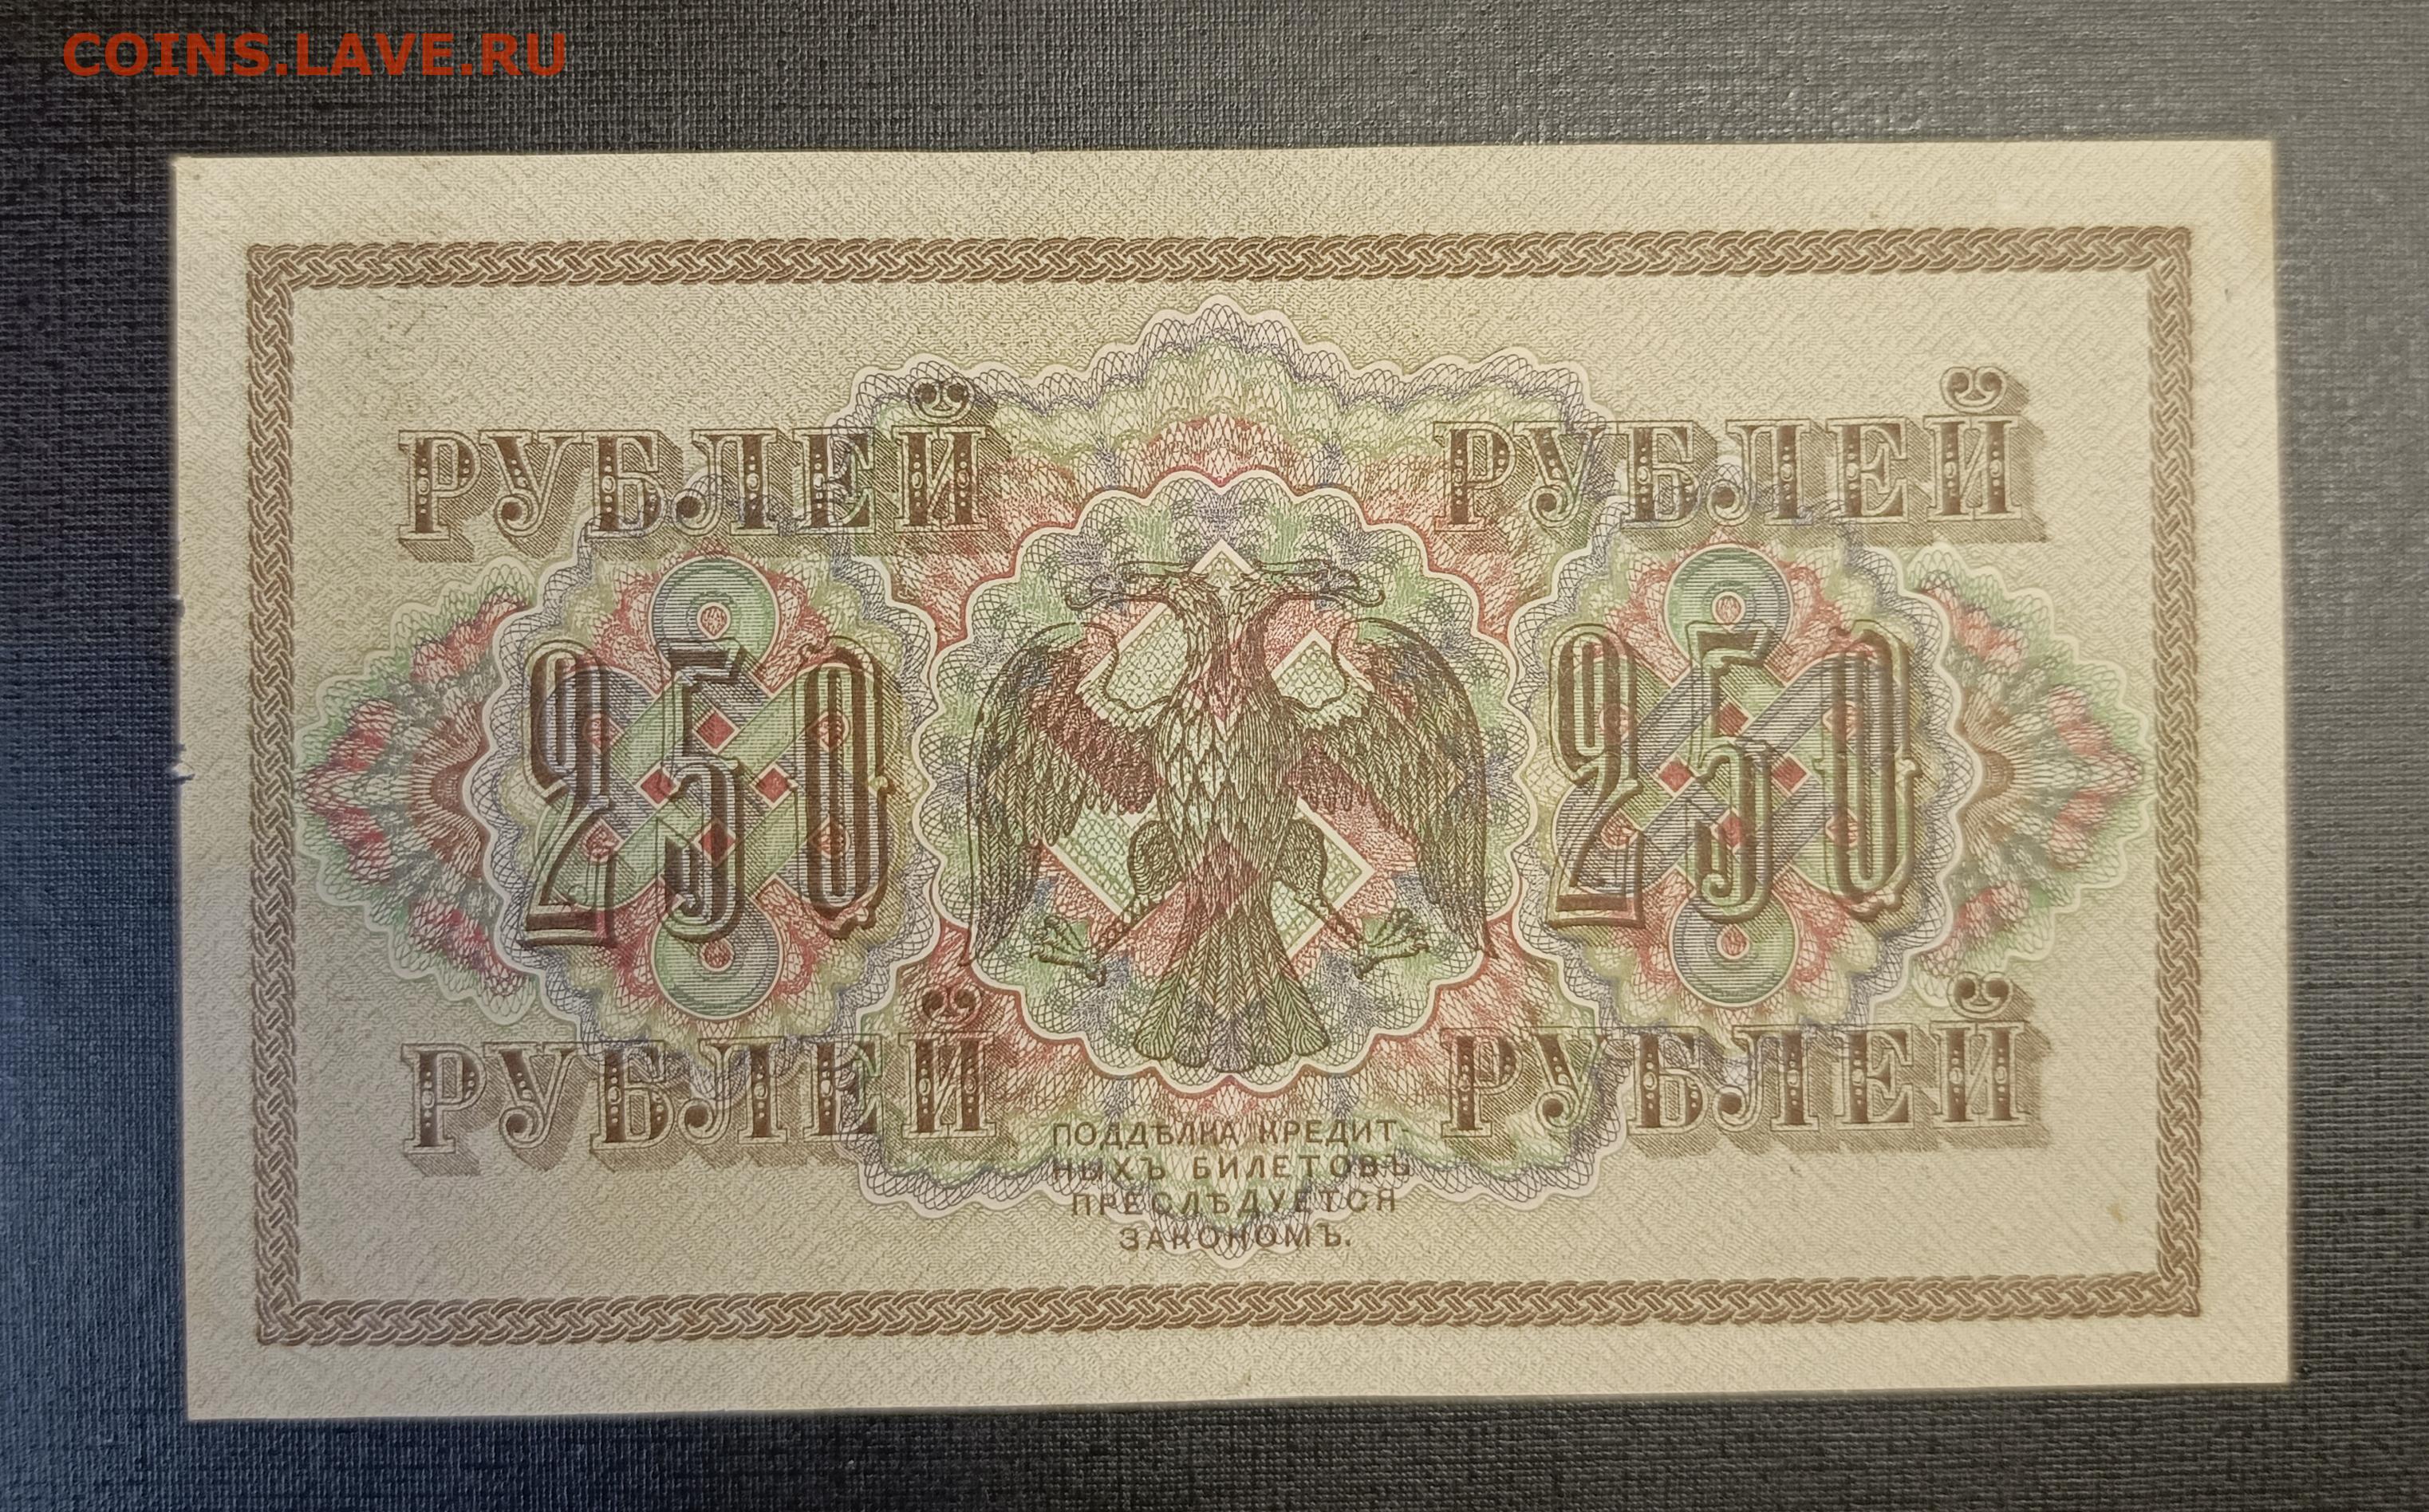 COINS.LAVE.RU
РУБЛЕЙ РУБЛЕЙ
250 250
РУБЛЕЙ РУБЛЕЙ
ПОДДѢЛКА КРЕДИТ-
НЫХЪ БИЛЕТОВЪ
ПРЕСЛѢДУЕТСЯ
ЗАКОНОМЪ.